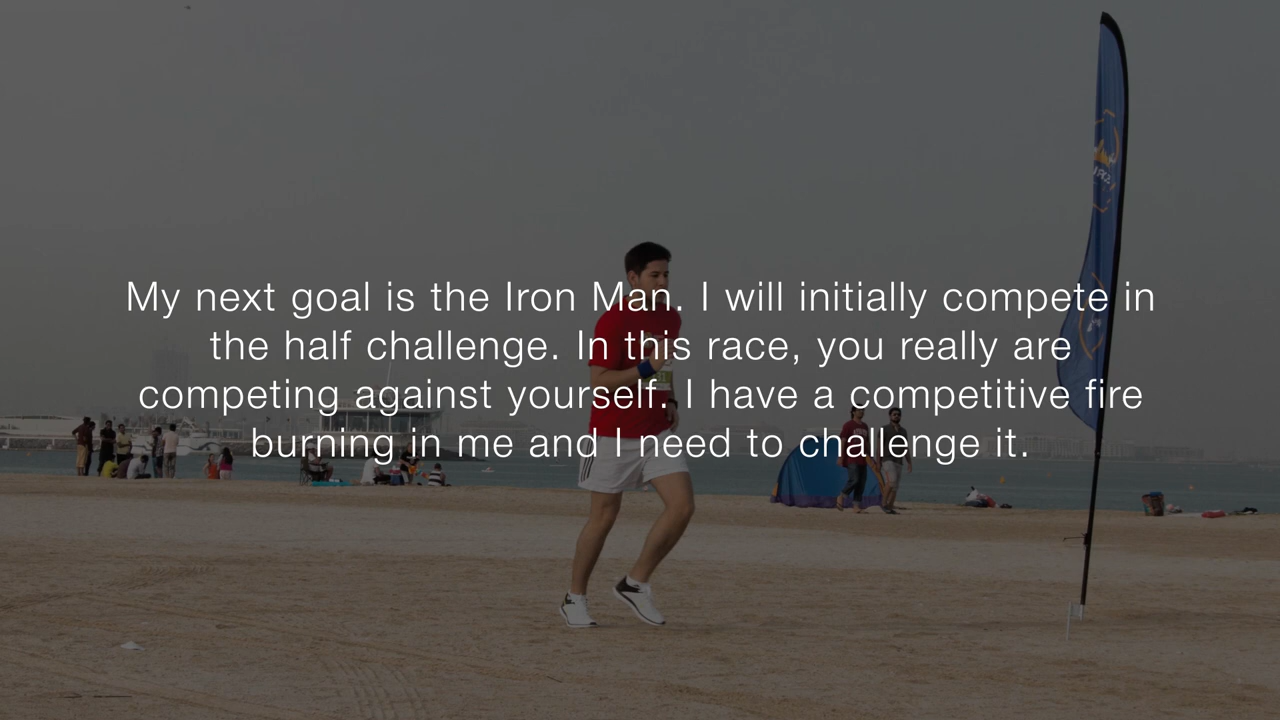 My next goal is the Iron Man. I will initially compete in
the half challenge. In this race, you really are
competing against yourself. I have a competitive fire
burning in me and I need to challenge it.